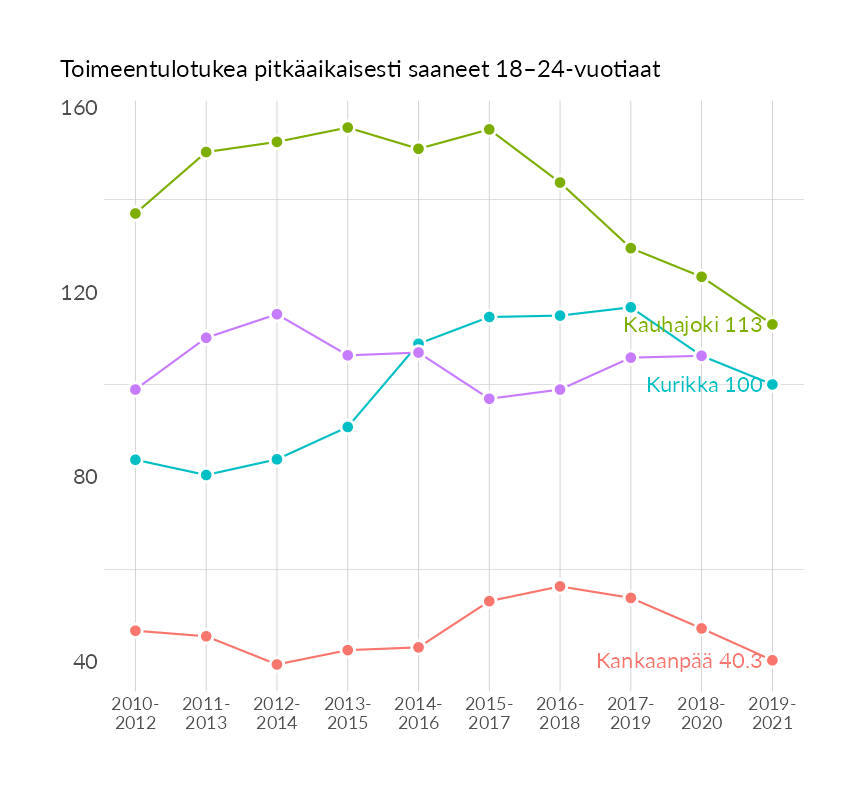 Toimeentulotukea pitkäaikaisesti saaneet 18–24-vuotiaat
160
120
80
40
Kauhajoki 113
Kurikka 100
Kankaanpää 40.3
2010- 2011- 2012- 2013- 2014- 2015- 2016- 2017- 2018- 2019-
2012 2013 2014 2015 2016 2017 2018 2019 2020 2021